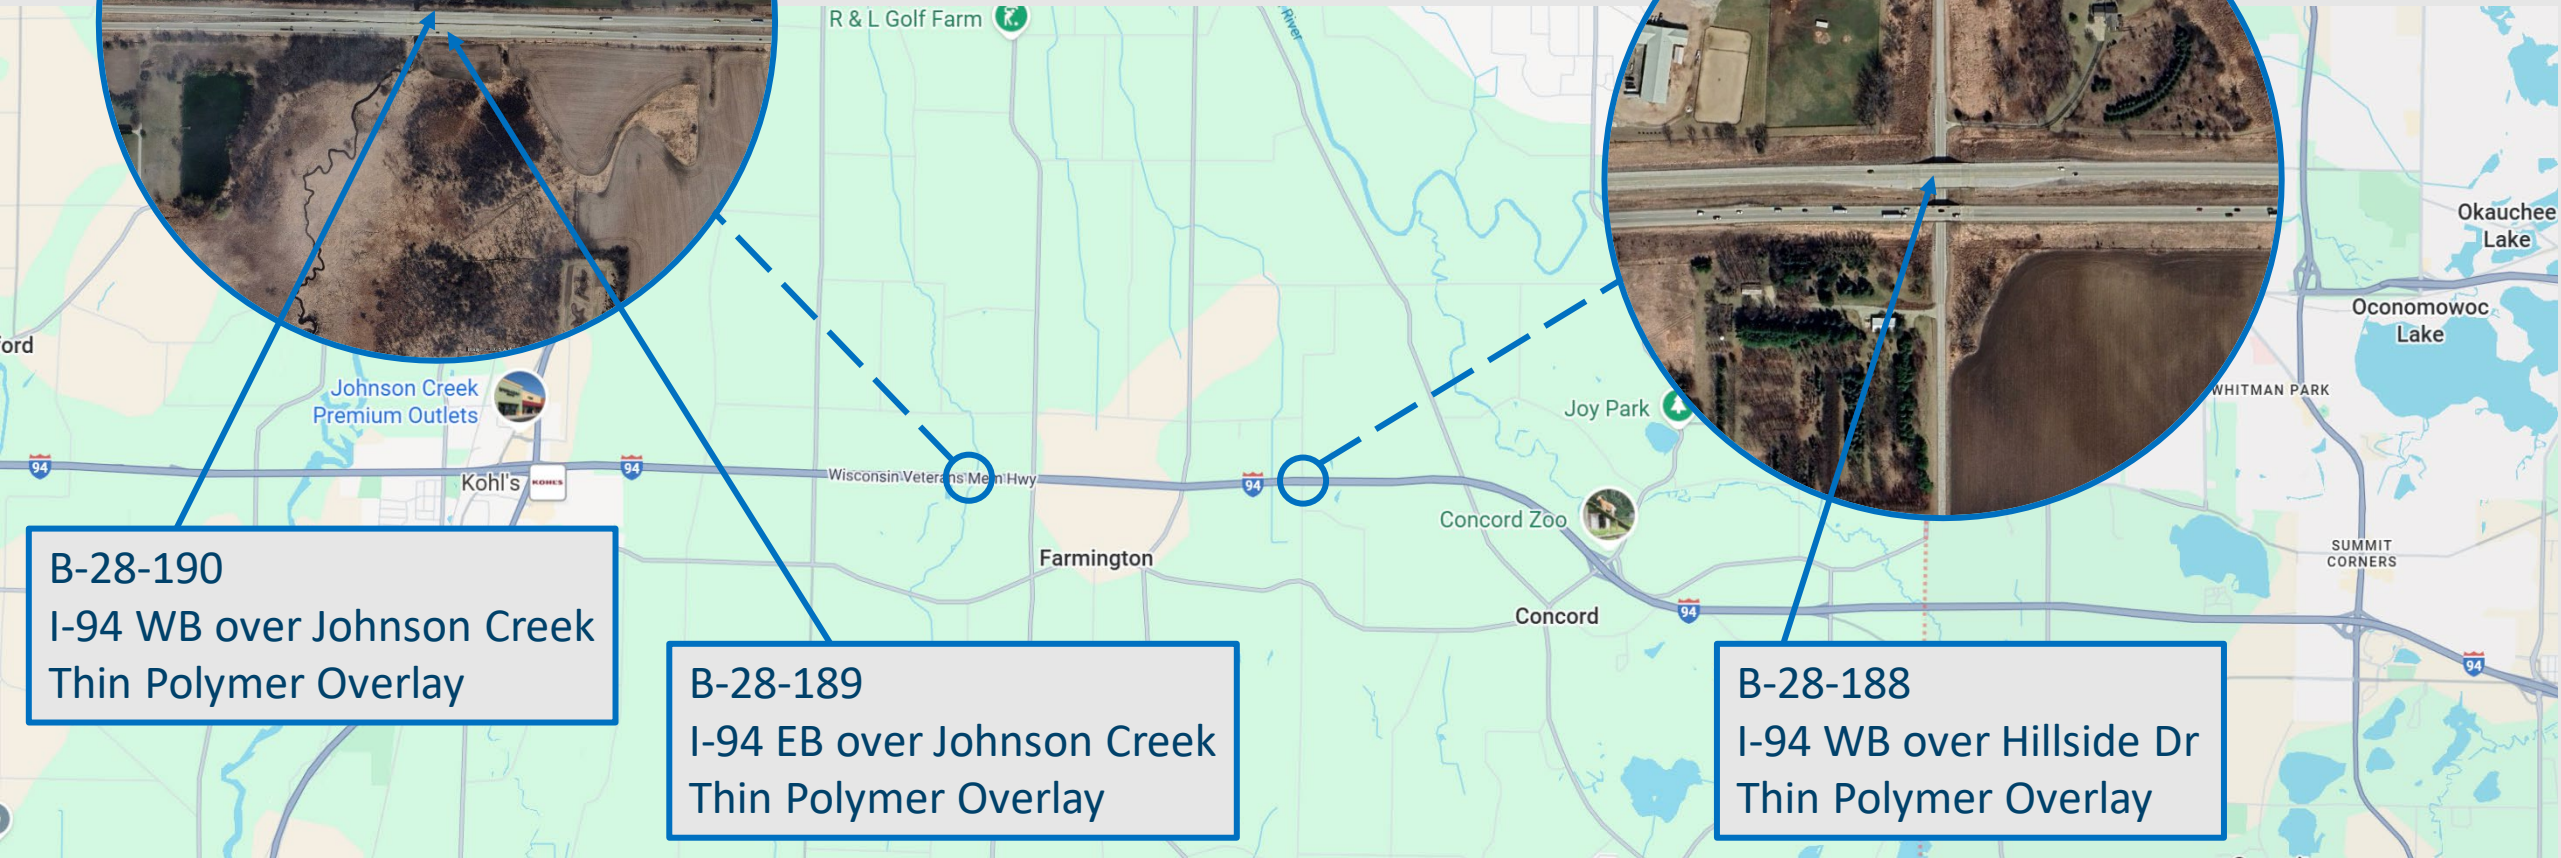 R & L Golf Farm
River
Okauchee
Lake
Oconomowoc
Lake
ord
Johnson Creek
Premium Outlets
WHITMAN PARK
Joy Park
94
Kohl's
KOHL'S
94
Wisconsin Veterans Mem Hwy
94
Concord Zoo
Farmington
SUMMIT
CORNERS
Concord
94
94
B-28-190
I-94 WB over Johnson Creek
Thin Polymer Overlay
B-28-189
I-94 EB over Johnson Creek
Thin Polymer Overlay
B-28-188
I-94 WB over Hillside Dr
Thin Polymer Overlay